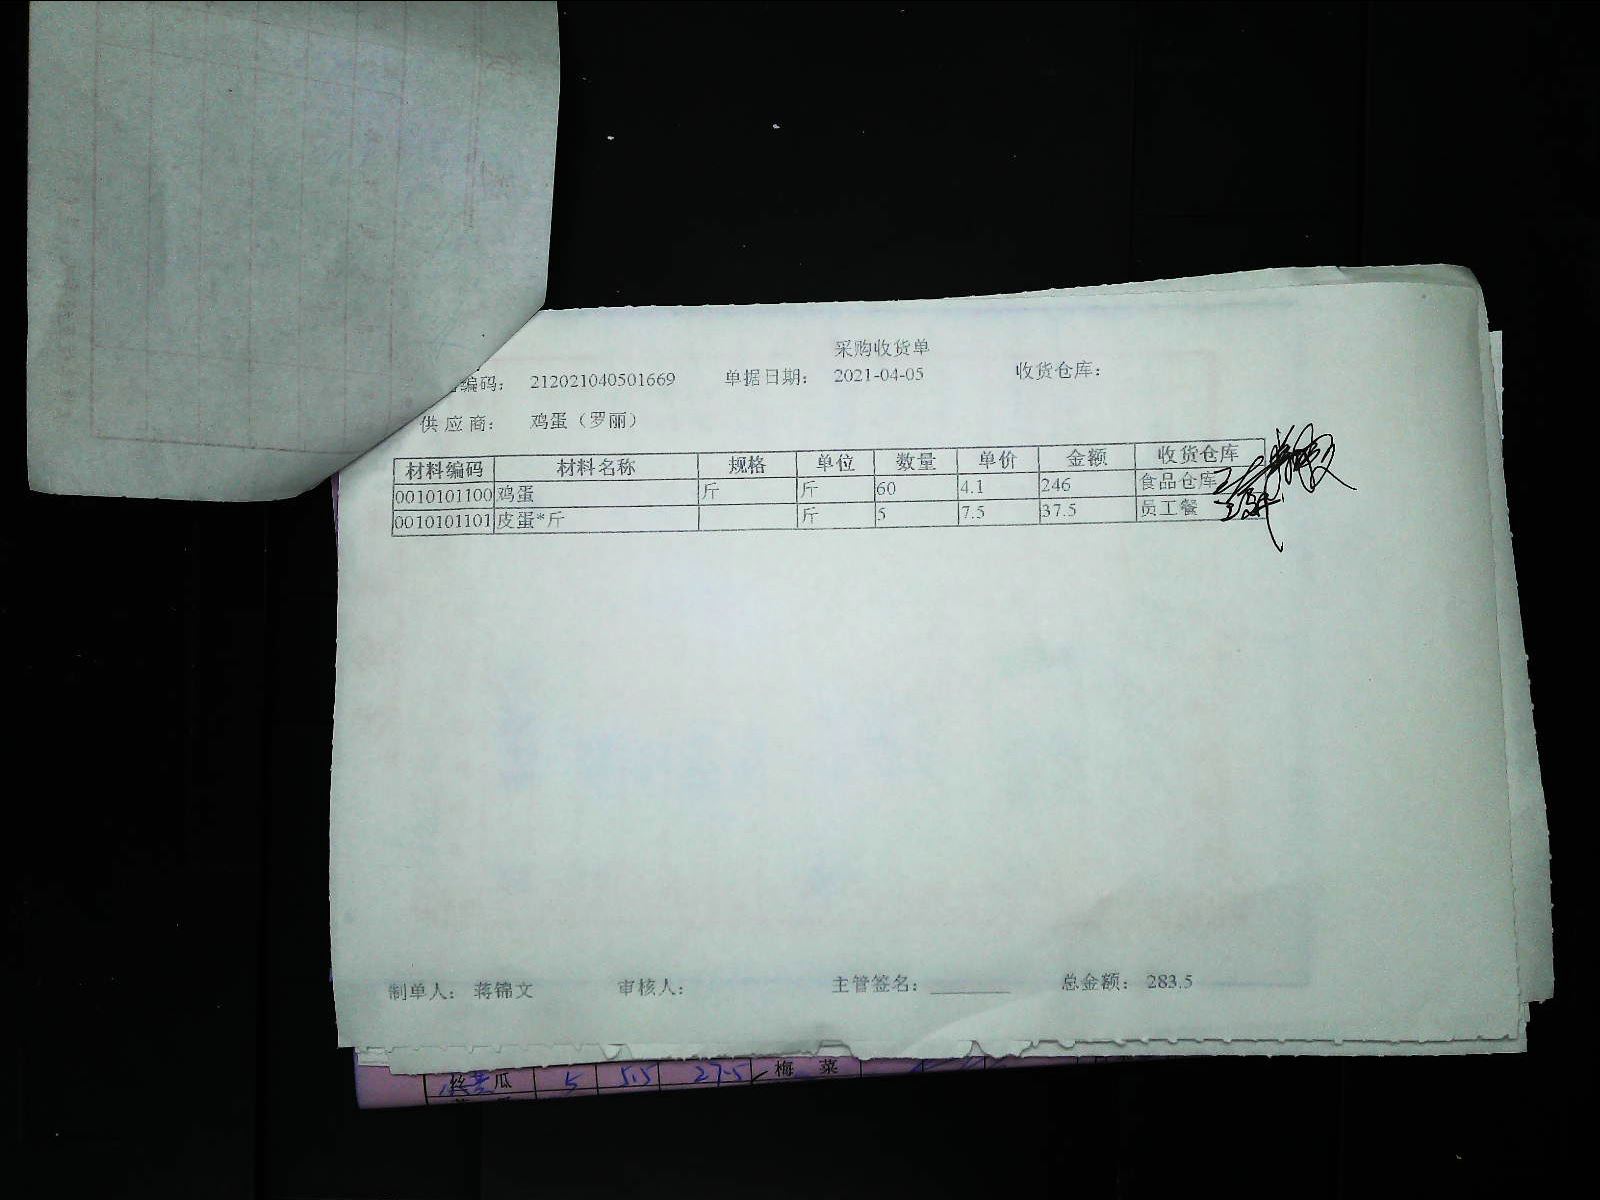 采购收货单
编码： 212021040501669 单据日期： 2021-04-05 收货仓库：
供应商： 鸡蛋（罗丽）
材料编码 材料名称 规格 单位 数量 单价 金额 收货仓库
0010101100 鸡蛋 斤 斤 60 4.1 246 食品仓库
0010101101 皮蛋*斤 斤 5 7.5 37.5 员工餐
制单人： 蒋锦文 审核人： 主管签名： 总金额： 283.5
瓜 5 5.5 27.5 梅菜